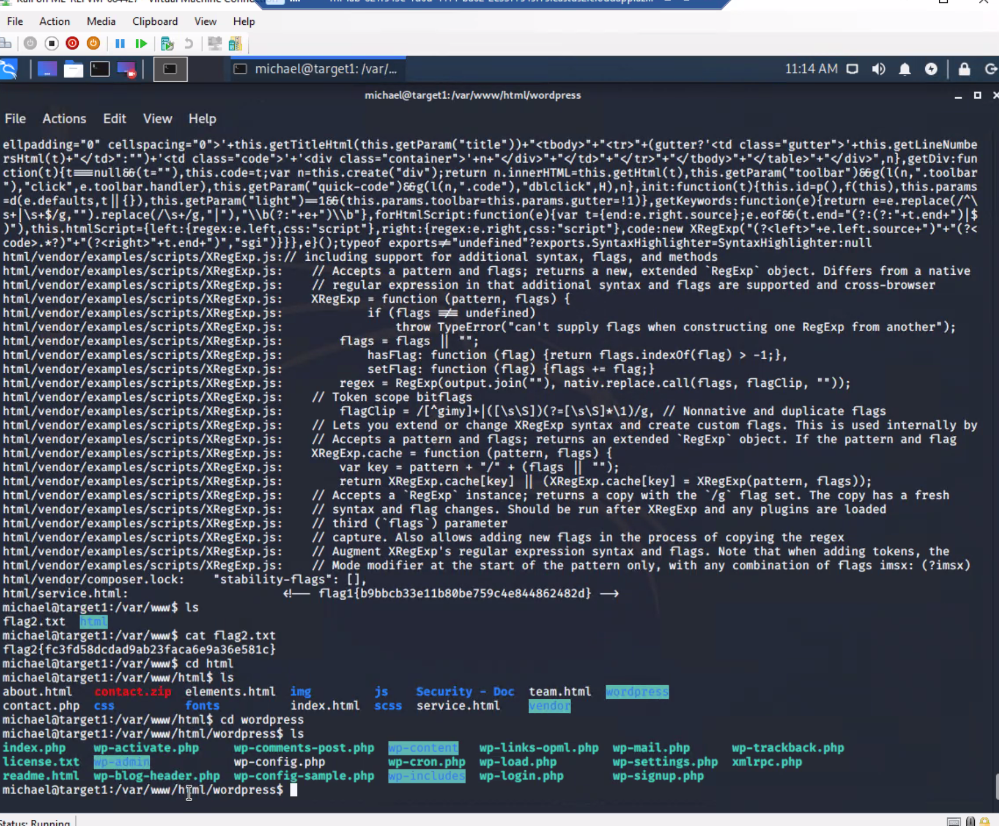 File Action Media Clipboard View Help
michael@target1: /var/...
11:14 AM
michael@target1:/var/www/html/wordpress
File Actions Edit View Help
ellpadding="0" cellspacing="0">'+this.getTitleHtml(this.getParam("title"))+"<tbody>"+"<tr>"+(gutter?'<td class="gutter">'+this.getLineNumbe
rsHtml(t)+"</td>":"")+'<td class="code">'+'<div class="container">'+n+"</div>"+"</td>"+"</tr>"+"</tbody>"+"</table>"+"</div>",n},getDiv:fun
ction(t){t===null&&(t=""),this.code=t;var n=this.create("div");return n.innerHTML=this.getHtml(t),this.getParam("toolbar")&&g(l(n,".toolbar
"),"click",e.toolbar.handler),this.getParam("quick-code")&&g(l(n,".code"),"dblclick",H),n},init:function(t){this.id=p(),f(this),this.params
=d(e.defaults,t||{}),this.getParam("light")==1&&(this.params.toolbar=this.params.gutter=!1)},getKeywords:function(e){return e=e.replace(/^\
s+|\s+$/g,"").replace(/\s+/g,"|"),"\\b(?:"+e+")\\b"},forHtmlScript:function(e){var t={end:e.right.source};e.eof&&(t.end="(?:(?:"+t.end+")|$
)"),this.htmlScript={left:{regex:e.left,css:"script"},right:{regex:e.right,css:"script"},code:new XRegExp("(?<left>"+e.left.source+")"+"(?<
code>.*?)"+"(?<right>"+t.end+")","sgi")}}},e}();typeof exports!="undefined"?exports.SyntaxHighlighter=SyntaxHighlighter:null
html/vendor/examples/scripts/XRegExp.js:// including support for additional syntax, flags, and methods
html/vendor/examples/scripts/XRegExp.js:    // Accepts a pattern and flags; returns a new, extended `RegExp` object. Differs from a native
html/vendor/examples/scripts/XRegExp.js:    // regular expression in that additional syntax and flags are supported and cross-browser
html/vendor/examples/scripts/XRegExp.js:    XRegExp = function (pattern, flags) {
html/vendor/examples/scripts/XRegExp.js:            if (flags !== undefined)
html/vendor/examples/scripts/XRegExp.js:                throw TypeError("can't supply flags when constructing one RegExp from another");
html/vendor/examples/scripts/XRegExp.js:        flags = flags || "";
html/vendor/examples/scripts/XRegExp.js:            hasFlag: function (flag) {return flags.indexOf(flag) > -1;},
html/vendor/examples/scripts/XRegExp.js:            setFlag: function (flag) {flags += flag;}
html/vendor/examples/scripts/XRegExp.js:        regex = RegExp(output.join(""), nativ.replace.call(flags, flagClip, ""));
html/vendor/examples/scripts/XRegExp.js:    // Token scope bitflags
html/vendor/examples/scripts/XRegExp.js:        flagClip = /[^gimy]+|([\s\S])(?=[\s\S]*\1)/g, // Nonnative and duplicate flags
html/vendor/examples/scripts/XRegExp.js:    // Lets you extend or change XRegExp syntax and create custom flags. This is used internally by
html/vendor/examples/scripts/XRegExp.js:    // Accepts a pattern and flags; returns an extended `RegExp` object. If the pattern and flag
html/vendor/examples/scripts/XRegExp.js:    XRegExp.cache = function (pattern, flags) {
html/vendor/examples/scripts/XRegExp.js:        var key = pattern + "/" + (flags || "");
html/vendor/examples/scripts/XRegExp.js:        return XRegExp.cache[key] || (XRegExp.cache[key] = XRegExp(pattern, flags));
html/vendor/examples/scripts/XRegExp.js:    // Accepts a `RegExp` instance; returns a copy with the `/g` flag set. The copy has a fresh
html/vendor/examples/scripts/XRegExp.js:    // syntax and flag changes. Should be run after XRegExp and any plugins are loaded
html/vendor/examples/scripts/XRegExp.js:    // third (`flags`) parameter
html/vendor/examples/scripts/XRegExp.js:    // capture. Also allows adding new flags in the process of copying the regex
html/vendor/examples/scripts/XRegExp.js:    // Augment XRegExp's regular expression syntax and flags. Note that when adding tokens, the
html/vendor/examples/scripts/XRegExp.js:    // Mode modifier at the start of the pattern only, with any combination of flags imsx: (?imsx)
html/vendor/composer.lock:    "stability-flags": [],
html/service.html:                      <!-- flag1{b9bbcb33e11b80be759c4e844862482d} -->
michael@target1:/var/www$ ls
flag2.txt  html
michael@target1:/var/www$ cat flag2.txt
flag2{fc3fd58dcdad9ab23faca6e9a36e581c}
michael@target1:/var/www$ cd html
michael@target1:/var/www/html$ ls
about.html   contact.zip  elements.html  img         js    Security - Doc  team.html  wordpress
contact.php  css          fonts          index.html  scss  service.html    vendor
michael@target1:/var/www/html$ cd wordpress
michael@target1:/var/www/html/wordpress$ ls
index.php    wp-activate.php     wp-comments-post.php  wp-content   wp-links-opml.php  wp-mail.php      wp-trackback.php
license.txt  wp-admin            wp-config.php         wp-cron.php  wp-load.php        wp-settings.php  xmlrpc.php
readme.html  wp-blog-header.php  wp-config-sample.php  wp-includes  wp-login.php       wp-signup.php
michael@target1:/var/www/html/wordpress$
Status: Running